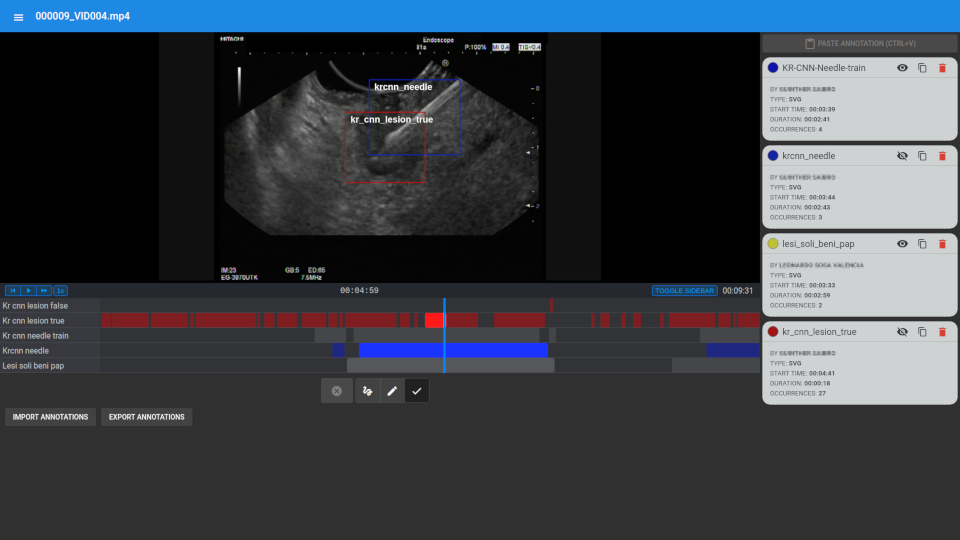 000009_VID004.mp4
HITACHI
Endoscope
81a
P:100%
MI 0.4
TIS<0.4
krcnn_needle
kr_cnn_lesion_true
0
1
2
IM:23
GB:5
ED:65
EG-3870UTK
7.5MHz
PASTE ANNOTATION (CTRL+V)
KR-CNN-Needle-train
BY
TYPE: SVG
START TIME: 00:03:39
DURATION: 00:02:41
OCCURRENCES: 4
krcnn_needle
BY
TYPE: SVG
START TIME: 00:03:44
DURATION: 00:02:43
OCCURRENCES: 3
lesi_soli_beni_pap
BY
TYPE: SVG
START TIME: 00:03:33
DURATION: 00:02:59
OCCURRENCES: 2
kr_cnn_lesion_true
BY
TYPE: SVG
START TIME: 00:04:41
DURATION: 00:00:18
OCCURRENCES: 27
1x
00:04:59
TOGGLE SIDEBAR
00:09:31
Kr cnn lesion false
Kr cnn lesion true
Kr cnn needle train
Krcnn needle
Lesi soli beni pap
IMPORT ANNOTATIONS
EXPORT ANNOTATIONS